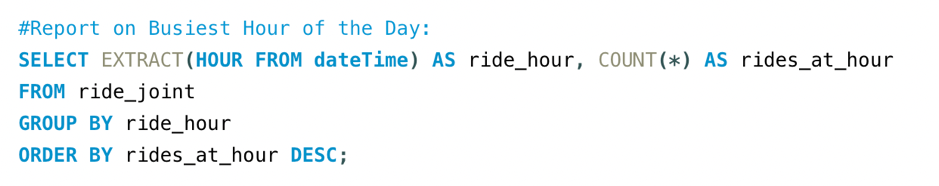 #Report on Busiest Hour of the Day:
SELECT EXTRACT(HOUR FROM dateTime) AS ride_hour, COUNT(*) AS rides_at_hour
FROM ride_joint
GROUP BY ride_hour
ORDER BY rides_at_hour DESC;